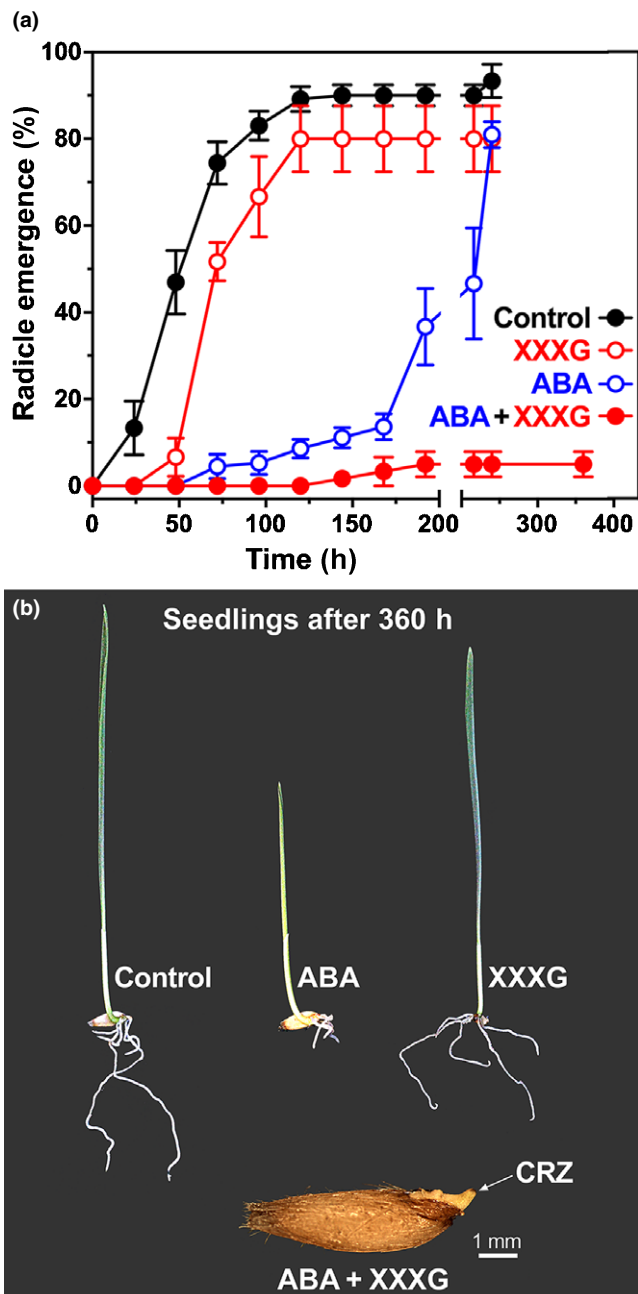 (a)
100
80
60
40
20
0
Radicle emergence (%)
Control
XXXG
ABA
ABA + XXXG
0 50 100 150 200 300 400
Time (h)
(b)
Seedlings after 360 h
Control
ABA
XXXG
CRZ
1 mm
ABA + XXXG